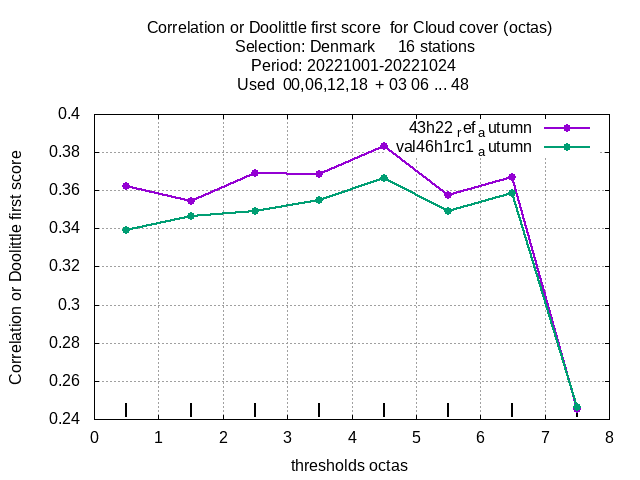 Correlation or Doolittle first score  for Cloud cover (octas)
Selection: Denmark     16 stations
Period: 20221001-20221024
Used  00,06,12,18  + 03 06 ... 48
43h22 ref autumn
val46h1rc1 autumn
Correlation or Doolittle first score
0.4
0.38
0.36
0.34
0.32
0.3
0.28
0.26
0.24
0 1 2 3 4 5 6 7 8
thresholds octas